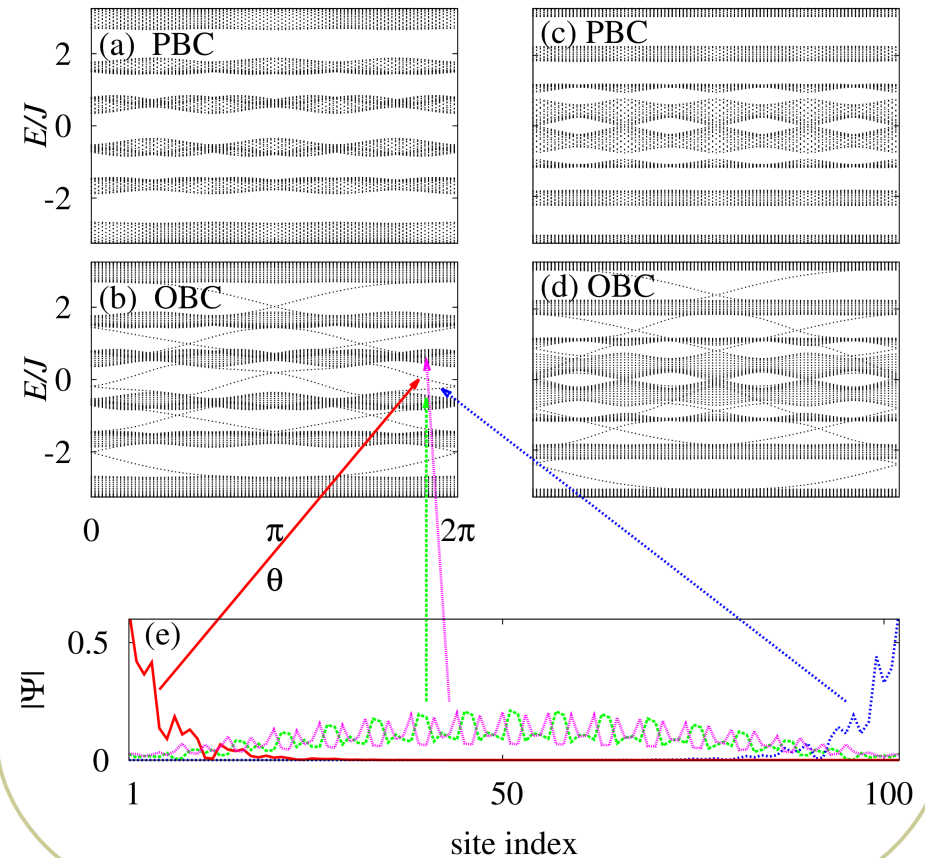 (a) PBC
(c) PBC
2
0
-2
E/J
(b) OBC
(d) OBC
2
0
-2
E/J
0 π 2π
θ
(e)
0.5
0
|Ψ|
1 50 100
site index